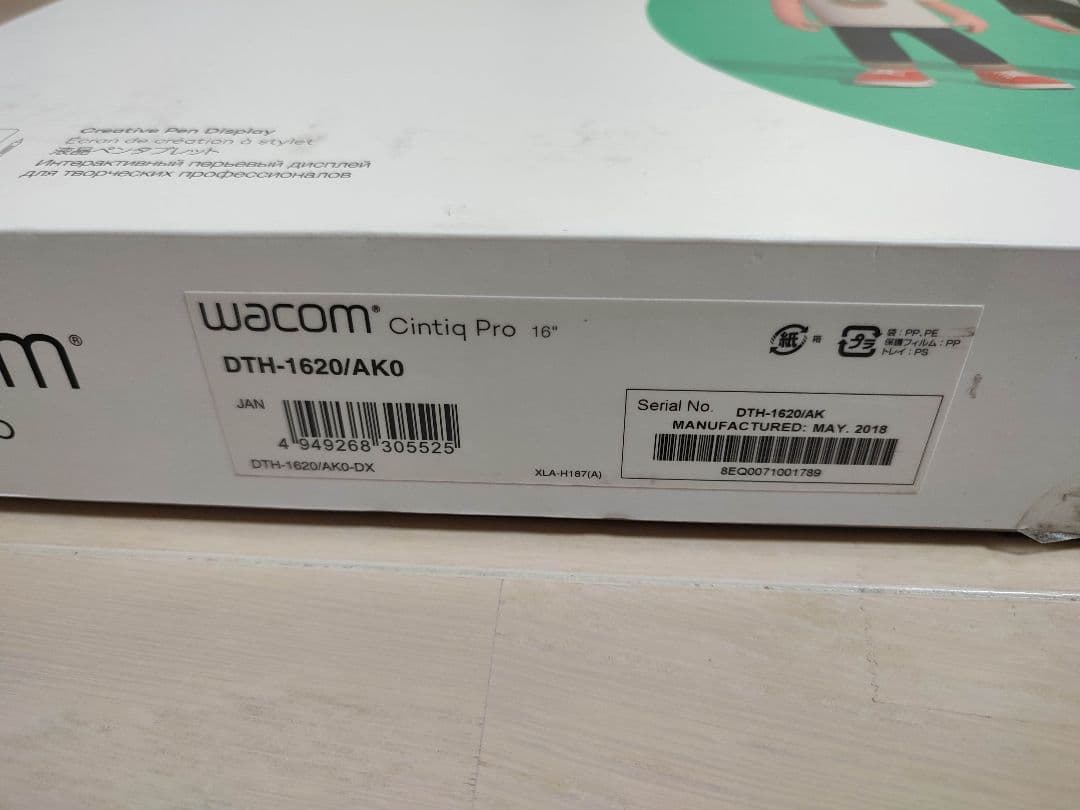 Creative Pen Display
Écran de création à stylet
液晶ペンタブレット
Интерактивный перьевый дисплей
для творческих профессионалов
m®
o
wacom® Cintiq Pro 16"
DTH-1620/AK0
JAN
4 949268 305525
DTH-1620/AK0-DX
XLA-H187(A)
紙 箱
プラ
袋：PP,PE
保護フィルム：PP
トレイ：PS
Serial No. DTH-1620/AK
MANUFACTURED: MAY. 2018
8EQ0071001789